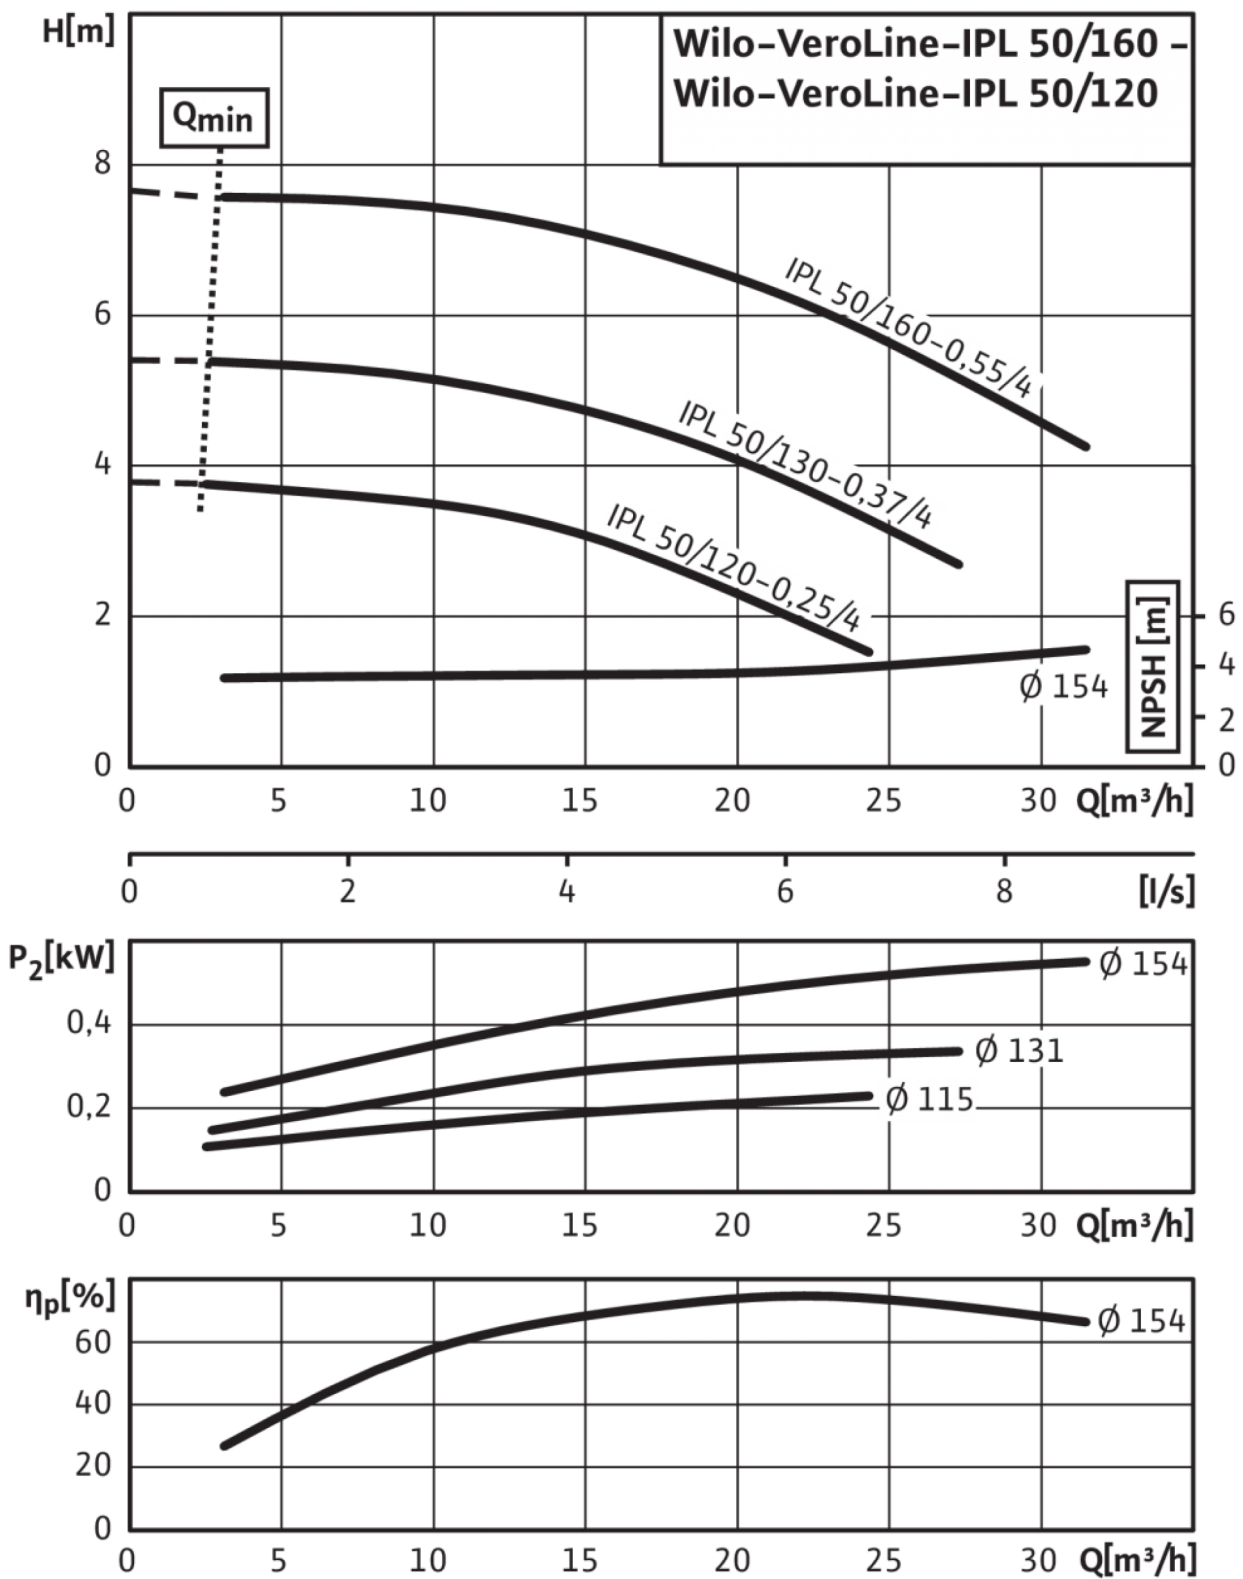 H[m]
Wilo-VeroLine-IPL 50/160 -
Wilo-VeroLine-IPL 50/120
Qmin
8
6
4
2
0
IPL 50/160-0,55/4
IPL 50/130-0,37/4
IPL 50/120-0,25/4
Ø 154
NPSH [m]
6
4
2
0
0 5 10 15 20 25 30 Q[m³/h]
0 2 4 6 8 [l/s]
P2[kW]
0,4
0,2
0
Ø 154
Ø 131
Ø 115
0 5 10 15 20 25 30 Q[m³/h]
ηp[%]
60
40
20
0
Ø 154
0 5 10 15 20 25 30 Q[m³/h]